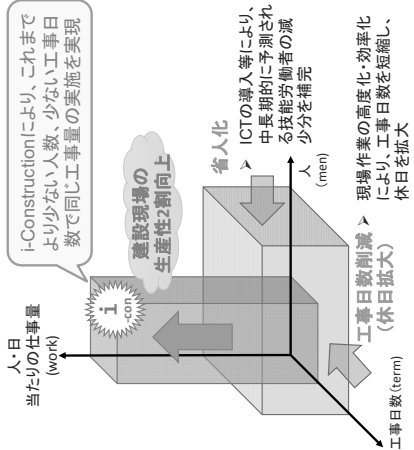 i-Constructionにより、これまで
より少ない人数、少ない工事日
数で同じ工事量の実施を実現
人・日
当たりの仕事量
(work)
i
-con
建設現場の
生産性2割向上
省人化
➤ ICTの導入等により、
中長期的に予測され
る技能労働者の減
少分を補完
人
(men)
工事日数削減
（休日拡大）
➤ 現場作業の高度化・効率化
により、工事日数を短縮し、
休日を拡大
工事日数(term)